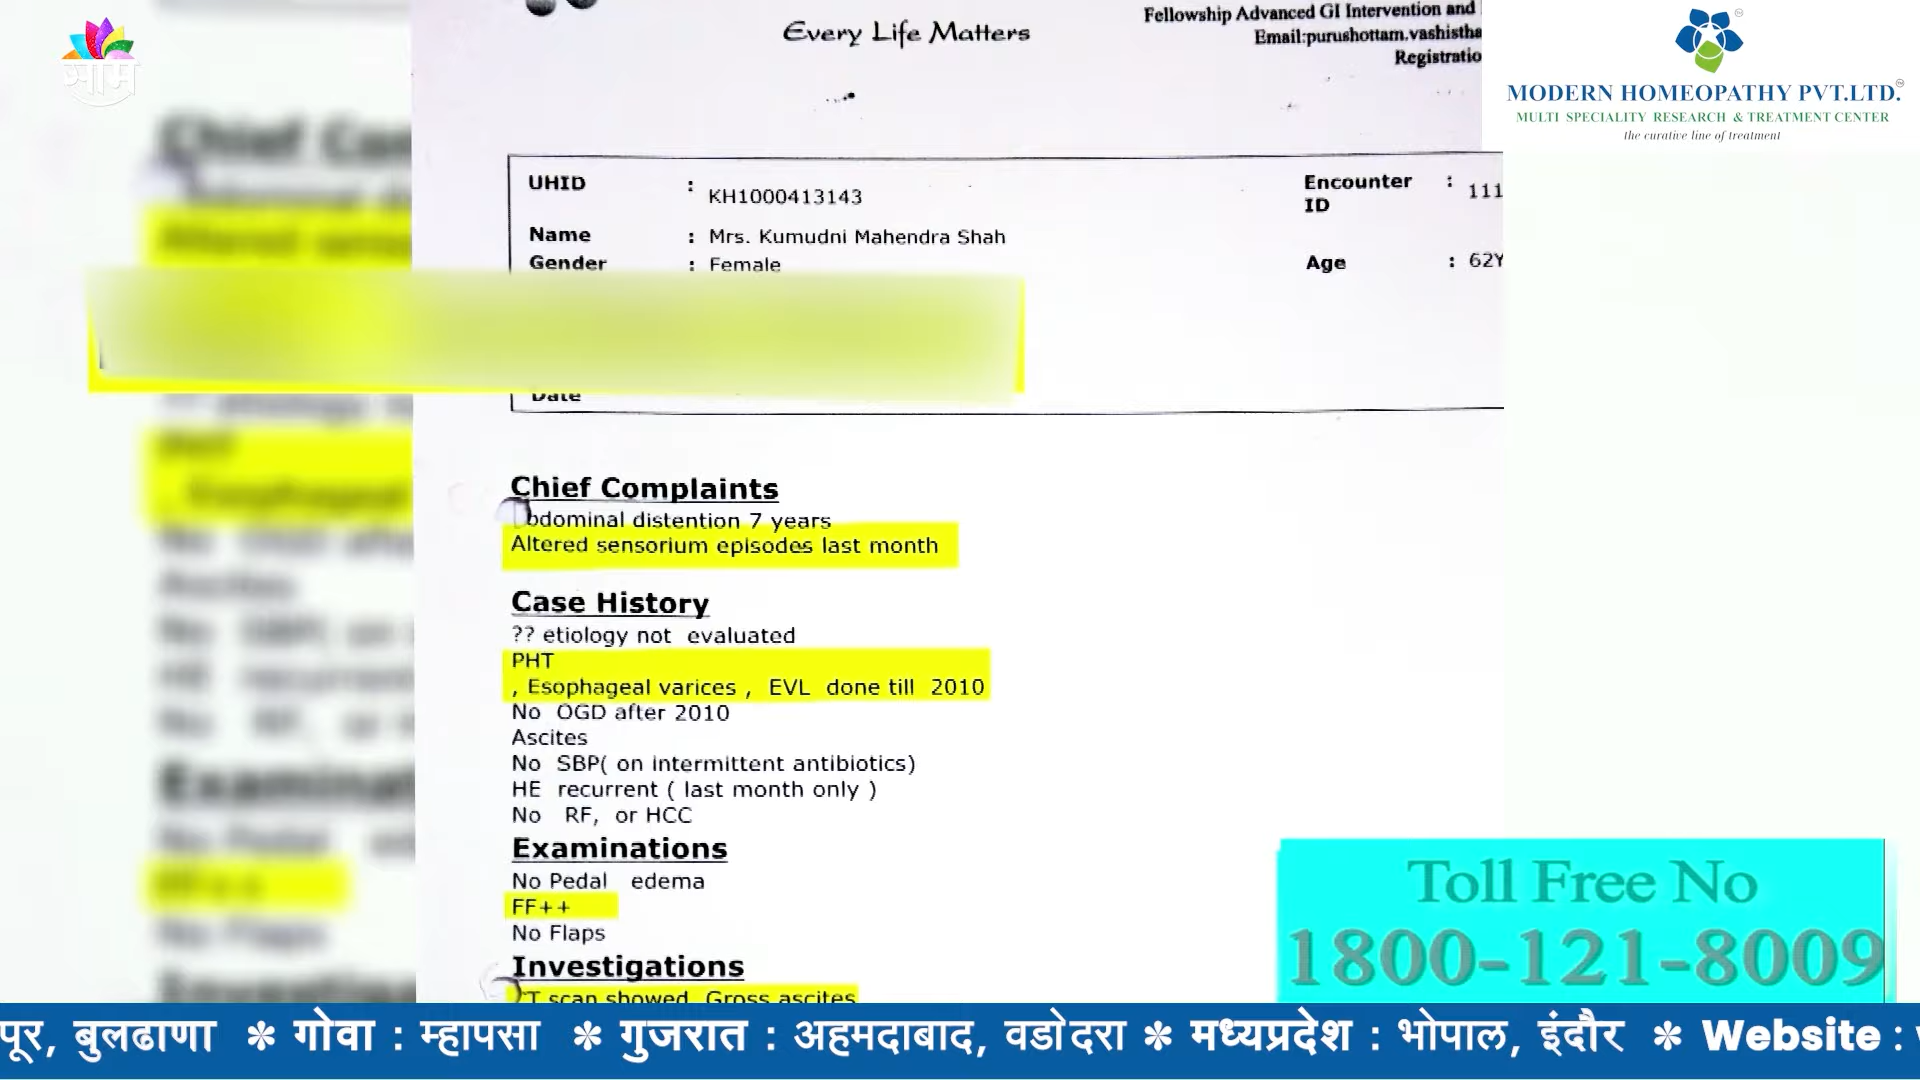 साम
Every Life Matters
Fellowship Advanced GI Intervention and
Email:purushottam.vashistha
Registratio
MODERN HOMEOPATHY PVT.LTD.
MULTI SPECIALITY RESEARCH & TREATMENT CENTER
the curative line of treatment
UHID : KH1000413143
Encounter ID : 111
Name : Mrs. Kumudni Mahendra Shah
Gender : Female
Age : 62Y
Date
Chief Complaints
bdominal distention 7 years
Altered sensorium episodes last month
Case History
?? etiology not evaluated
PHT
, Esophageal varices , EVL done till 2010
No OGD after 2010
Ascites
No SBP( on intermittent antibiotics)
HE recurrent ( last month only )
No RF, or HCC
Examinations
No Pedal edema
FF++
No Flaps
Investigations
T scan showed Gross ascites
Toll Free No
1800-121-8009
पूर, बुलढाणा ✽ गोवा : म्हापसा ✽ गुजरात : अहमदाबाद, वडोदरा ✽ मध्यप्रदेश : भोपाल, इंदौर ✽ Website :